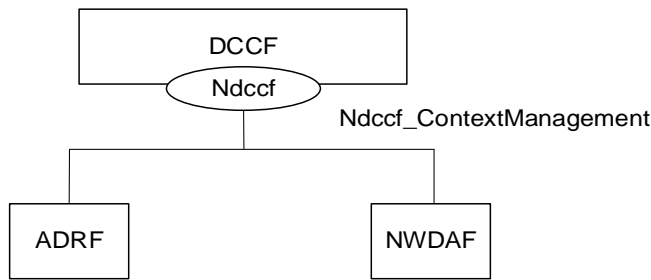 DCCF
Ndccf
Ndccf_ContextManagement
ADRF
NWDAF